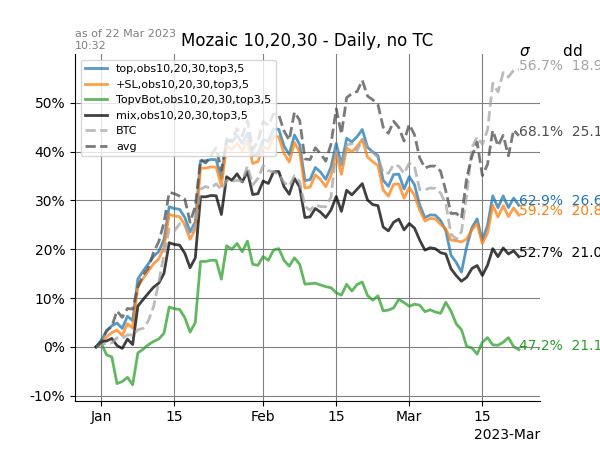 as of 22 Mar 2023
10:32
Mozaic 10,20,30 - Daily, no TC
σ dd
top,obs10,20,30,top3,5
+SL,obs10,20,30,top3,5
TopvBot,obs10,20,30,top3,5
mix,obs10,20,30,top3,5
BTC
avg
56.7% 18.9
68.1% 25.1
62.9% 26.6
59.2% 20.8
52.7% 21.0
47.2% 21.1
50%
40%
30%
20%
10%
0%
-10%
Jan 15 Feb 15 Mar 15
2023-Mar